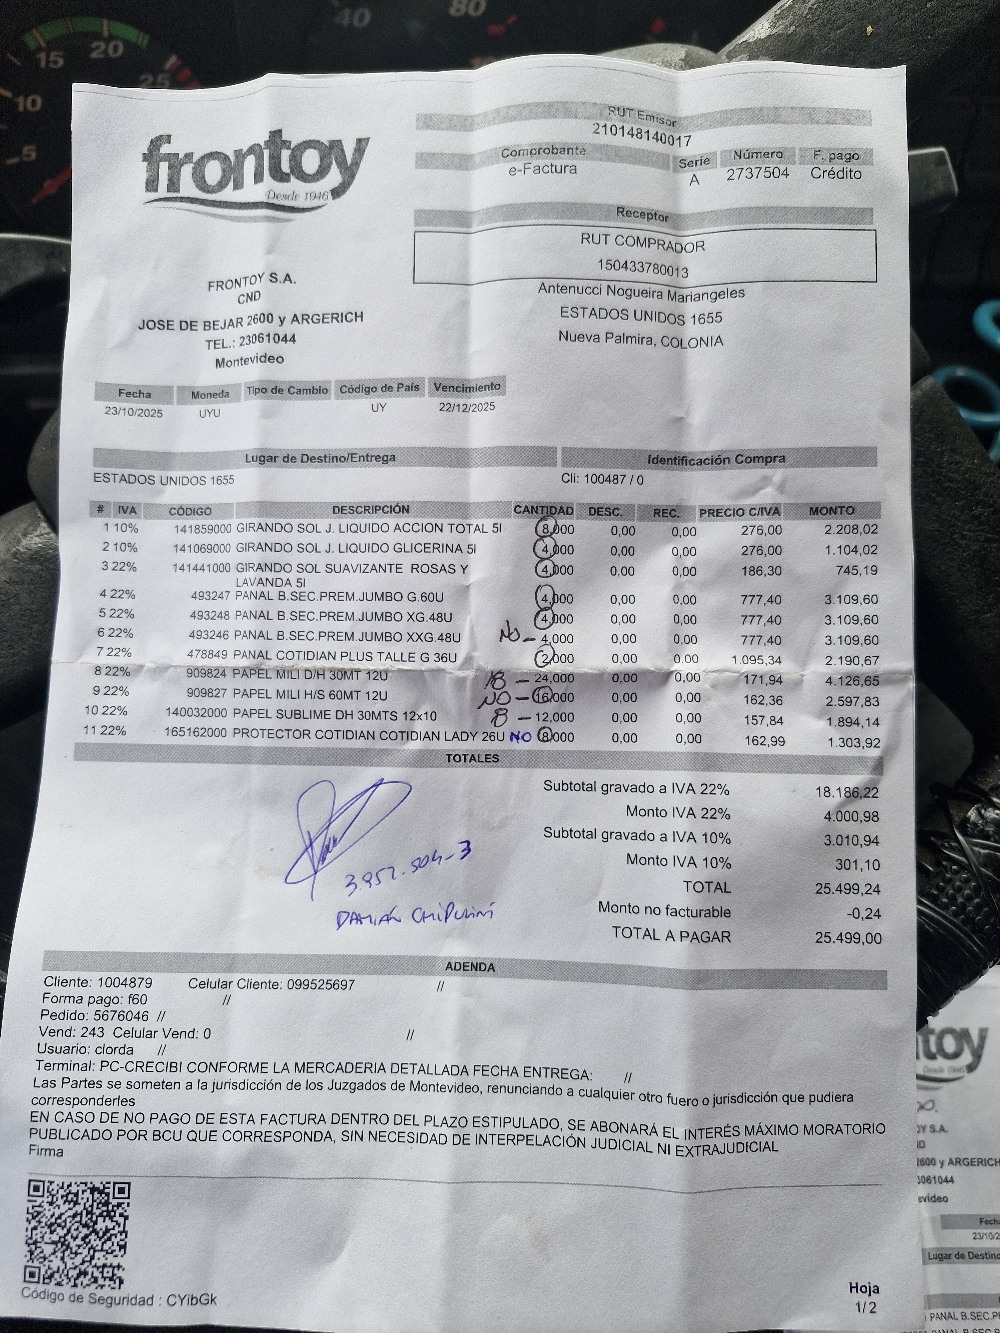 frontoy
Desde 1946
RUT Emisor
210148140017
Comprobante Serie Número F. pago
e-Factura A 2737504 Crédito
Receptor
RUT COMPRADOR
150433780013
FRONTOY S.A.
CND
JOSE DE BEJAR 2600 y ARGERICH
TEL.: 23061044
Montevideo
Antenucci Nogueira Mariangeles
ESTADOS UNIDOS 1655
Nueva Palmira, COLONIA
Fecha Moneda Tipo de Cambio Código de País Vencimiento
23/10/2025 UYU UY 22/12/2025
Lugar de Destino/Entrega Identificación Compra
ESTADOS UNIDOS 1655 Cli: 100487 / 0
# IVA CÓDIGO DESCRIPCIÓN CANTIDAD DESC. REC. PRECIO C/IVA MONTO
1 10% 141859000 GIRANDO SOL J. LIQUIDO ACCION TOTAL 5l 8,000 0,00 0,00 276,00 2.208,02
2 10% 141069000 GIRANDO SOL J. LIQUIDO GLICERINA 5l 4,000 0,00 0,00 276,00 1.104,02
3 22% 141441000 GIRANDO SOL SUAVIZANTE ROSAS Y 4,000 0,00 0,00 186,30 745,19
LAVANDA 5l
4 22% 493247 PANAL B.SEC.PREM.JUMBO G.60U 4,000 0,00 0,00 777,40 3.109,60
5 22% 493248 PANAL B.SEC.PREM.JUMBO XG.48U 4,000 0,00 0,00 777,40 3.109,60
6 22% 493246 PANAL B.SEC.PREM.JUMBO XXG.48U No - 4,000 0,00 0,00 777,40 3.109,60
7 22% 478849 PANAL COTIDIAN PLUS TALLE G 36U 2,000 0,00 0,00 1.095,34 2.190,67
8 22% 909824 PAPEL MILI D/H 30MT 12U 18 - 24,000 0,00 0,00 171,94 4.126,65
9 22% 909827 PAPEL MILI H/S 60MT 12U NO - 16,000 0,00 0,00 162,36 2.597,83
10 22% 140032000 PAPEL SUBLIME DH 30MTS 12x10 8 - 12,000 0,00 0,00 157,84 1.894,14
11 22% 165162000 PROTECTOR COTIDIAN COTIDIAN LADY 26U NO 8,000 0,00 0,00 162,99 1.303,92
TOTALES
Subtotal gravado a IVA 22% 18.186,22
Monto IVA 22% 4.000,98
Subtotal gravado a IVA 10% 3.010,94
Monto IVA 10% 301,10
TOTAL 25.499,24
Monto no facturable -0,24
TOTAL A PAGAR 25.499,00
3.952.504-3
DAMIÁN
ADENDA
Cliente: 1004879 Celular Cliente: 099525697 //
Forma pago: f60 //
Pedido: 5676046 //
Vend: 243 Celular Vend: 0 //
Usuario: clorda //
Terminal: PC-CRECIBI CONFORME LA MERCADERIA DETALLADA FECHA ENTREGA: //
Las Partes se someten a la jurisdicción de los Juzgados de Montevideo, renunciando a cualquier otro fuero o jurisdicción que pudiera
corresponderles
EN CASO DE NO PAGO DE ESTA FACTURA DENTRO DEL PLAZO ESTIPULADO, SE ABONARÁ EL INTERÉS MÁXIMO MORATORIO
PUBLICADO POR BCU QUE CORRESPONDA, SIN NECESIDAD DE INTERPELACIÓN JUDICIAL NI EXTRAJUDICIAL
Firma
Código de Seguridad : CYibGk
Hoja
1/2
5
10
15
20
25
40
80
toy
Desde 1946
Y S.A.
600 y ARGERICH
3061044
evideo
Fech
23/10/2
Lugar de Destino
PANAL B.SEC.P